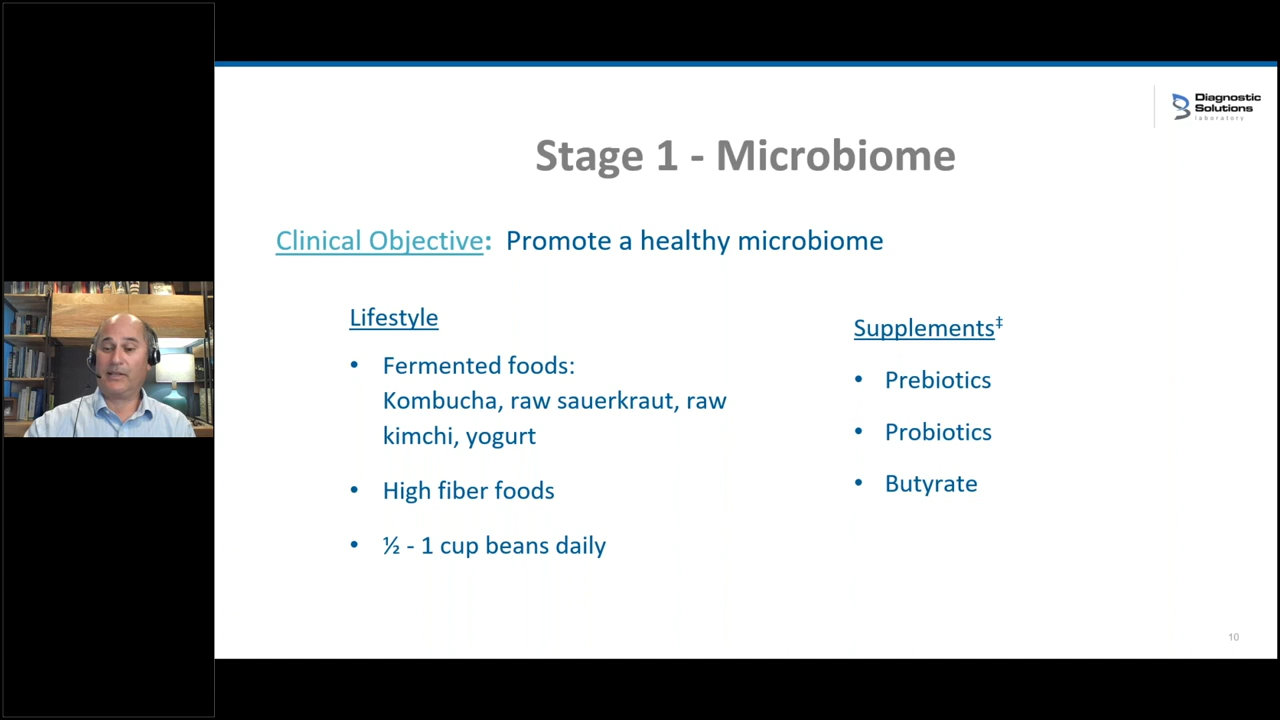 Diagnostic
Solutions
laboratory
Stage 1 - Microbiome
Clinical Objective: Promote a healthy microbiome
Lifestyle
• Fermented foods:
Kombucha, raw sauerkraut, raw
kimchi, yogurt
• High fiber foods
• ½ - 1 cup beans daily
Supplements‡
• Prebiotics
• Probiotics
• Butyrate
10